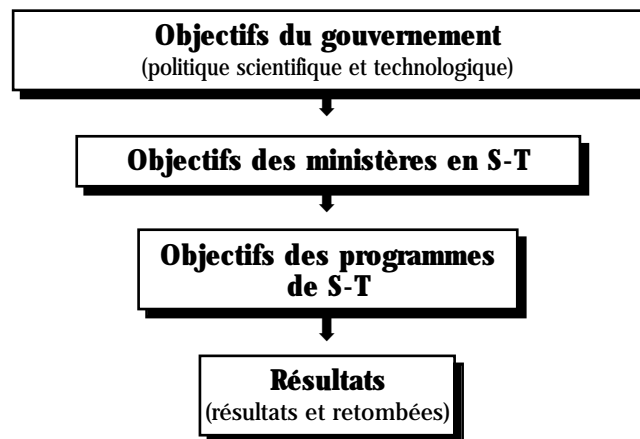 Objectifs du gouvernement
(politique scientifique et technologique)
Objectifs des ministères en S-T
Objectifs des programmes
de S-T
Résultats
(résultats et retombées)